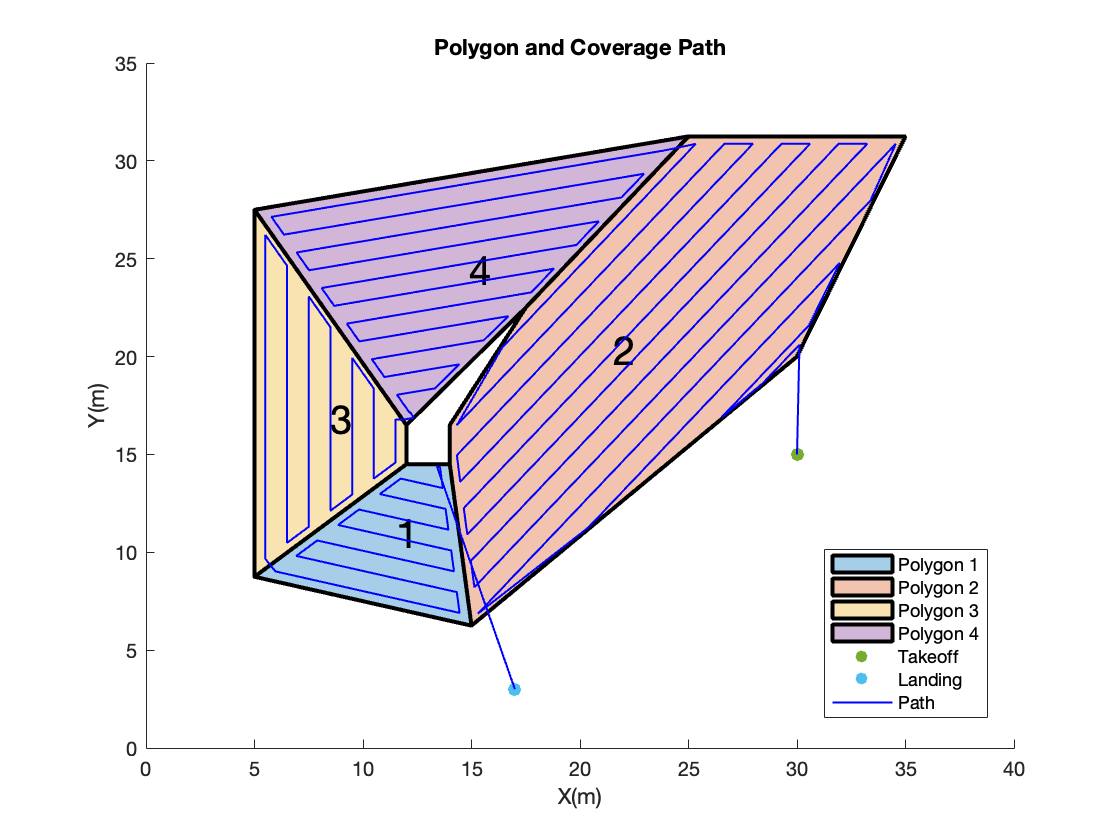 Polygon and Coverage Path
35
30
25
20
15
10
5
0
Y(m)
4
2
3
1
Polygon 1
Polygon 2
Polygon 3
Polygon 4
Takeoff
Landing
Path
0 5 10 15 20 25 30 35 40
X(m)